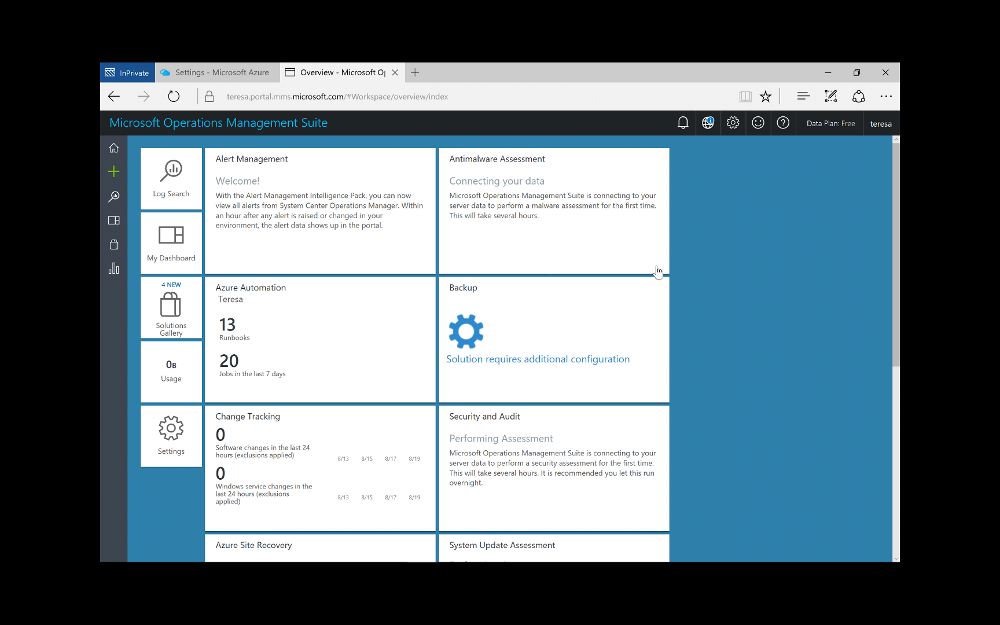 InPrivate
Settings - Microsoft Azure
Overview - Microsoft O
teresa.portal.mms.microsoft.com/#Workspace/overview/index
Microsoft Operations Management Suite
Data Plan: Free
teresa
Log Search
My Dashboard
4 NEW
Solutions
Gallery
0B
Usage
Settings
Alert Management
Welcome!
With the Alert Management Intelligence Pack, you can now
view all alerts from System Center Operations Manager. Within
an hour after any alert is raised or changed in your
environment, the alert data shows up in the portal.
Antimalware Assessment
Connecting your data
Microsoft Operations Management Suite is connecting to your
server data to perform a malware assessment for the first time.
This will take several hours.
Azure Automation
Teresa
13
Runbooks
20
Jobs in the last 7 days
Backup
Solution requires additional configuration
Change Tracking
0
Software changes in the last 24
hours (exclusions applied)
8/13 8/15 8/17 8/19
0
Windows service changes in the
last 24 hours (exclusions
applied)
8/13 8/15 8/17 8/19
Security and Audit
Performing Assessment
Microsoft Operations Management Suite is connecting to your
server data to perform a security assessment for the first time.
This will take several hours. It is recommended you let this run
overnight.
Azure Site Recovery
System Update Assessment